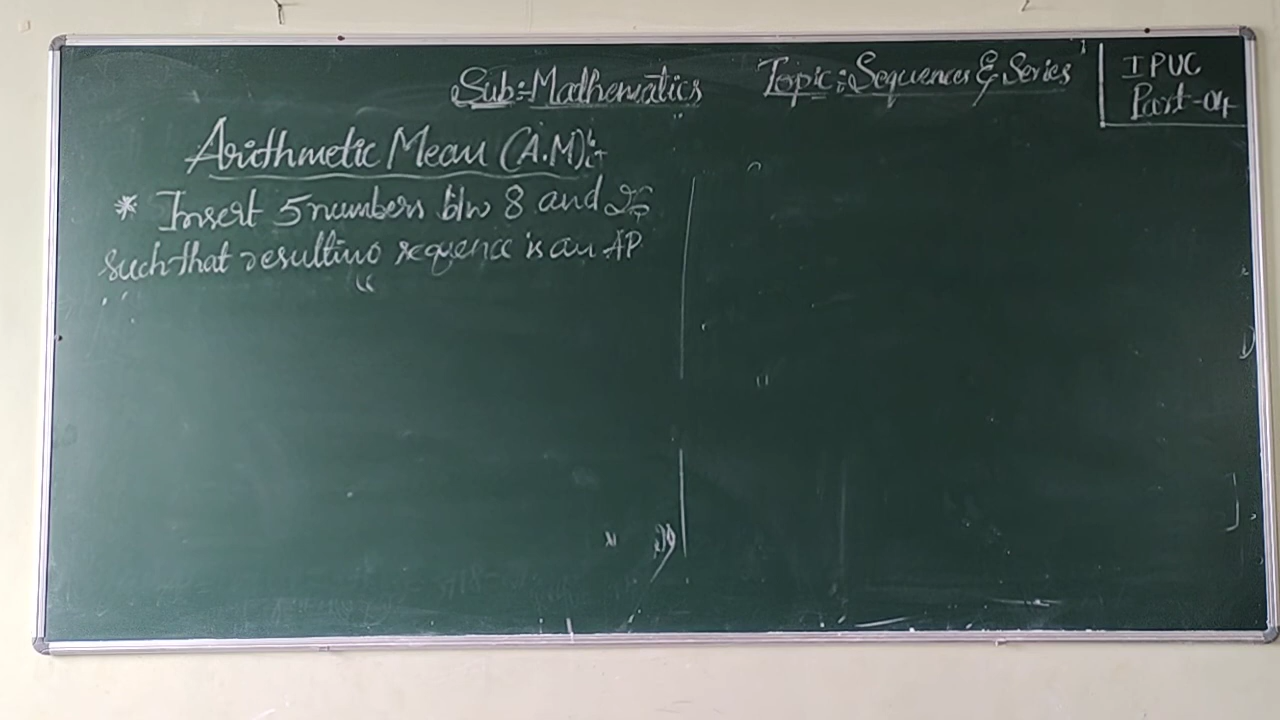 Sub:- Mathematics Topic:- Sequences & Series
I PUC
Part-04
Arithmetic Mean (A.M):-
* Insert 5 numbers b/w 8 and
such that resulting sequence is an AP